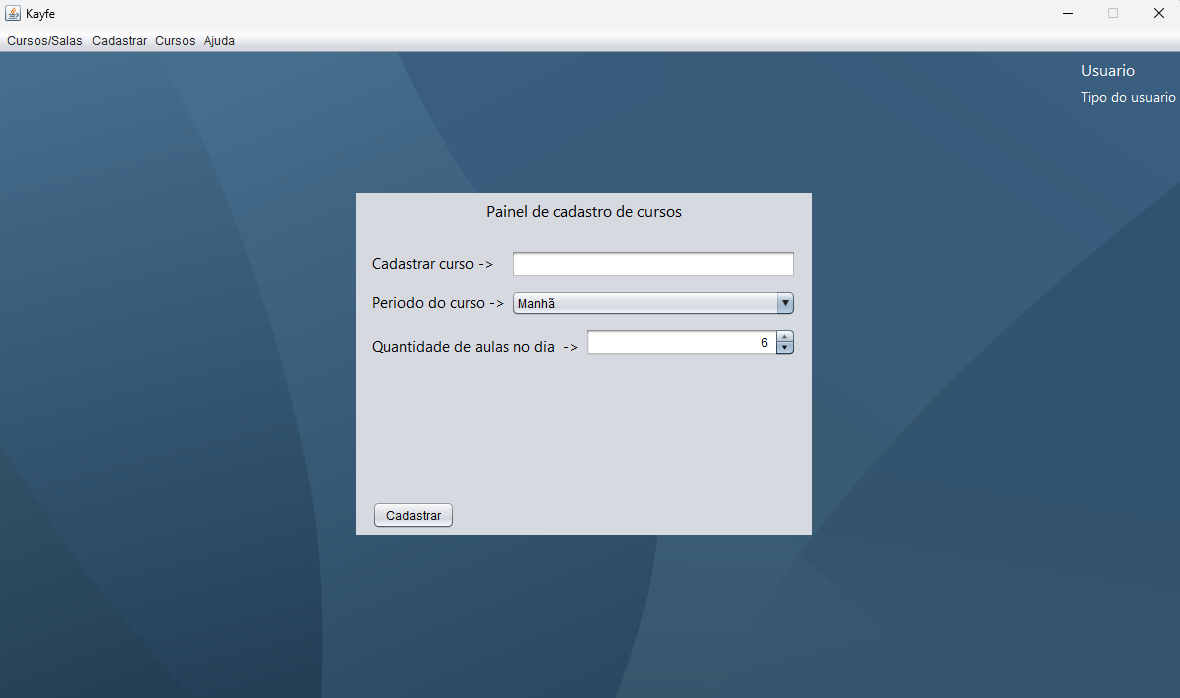 Kayfe
Cursos/Salas Cadastrar Cursos Ajuda
Usuario
Tipo do usuario
Painel de cadastro de cursos
Cadastrar curso ->
Periodo do curso -> Manhã
Quantidade de aulas no dia -> 6
Cadastrar